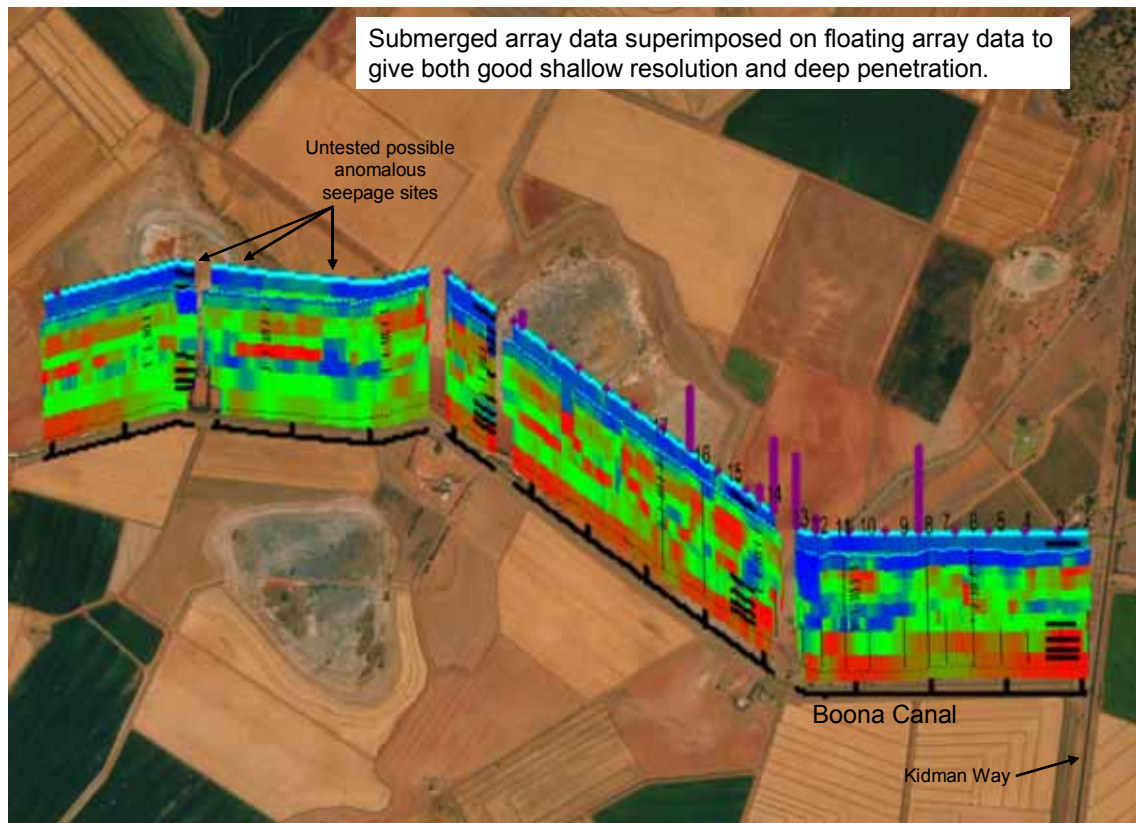 Submerged array data superimposed on floating array data to
give both good shallow resolution and deep penetration.
Untested possible
anomalous
seepage sites
17
16
15
14
13 12 11 10 9 8 7 6 5 4 3
Boona Canal
Kidman Way